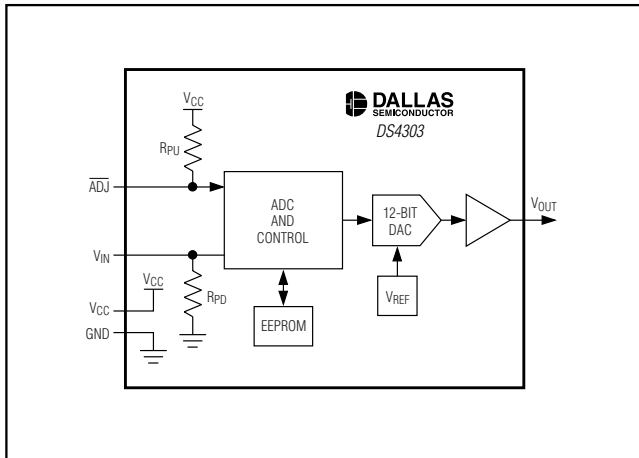 DALLAS
SEMICONDUCTOR
DS4303
VCC
RPU
ADJ
ADC
AND
CONTROL
12-BIT
DAC
VOUT
VIN
VCC
RPD
VREF
VCC
GND
EEPROM